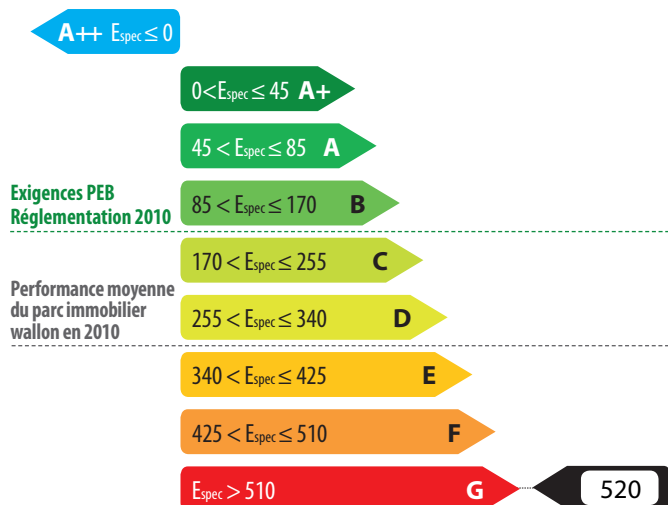 A++ Espec ≤ 0
0<Espec ≤ 45 A+
45 < Espec ≤ 85 A
Exigences PEB
Réglementation 2010
85 < Espec ≤ 170 B
170 < Espec ≤ 255 C
Performance moyenne
du parc immobilier
wallon en 2010
255 < Espec ≤ 340 D
340 < Espec ≤ 425 E
425 < Espec ≤ 510 F
Espec > 510 G 520